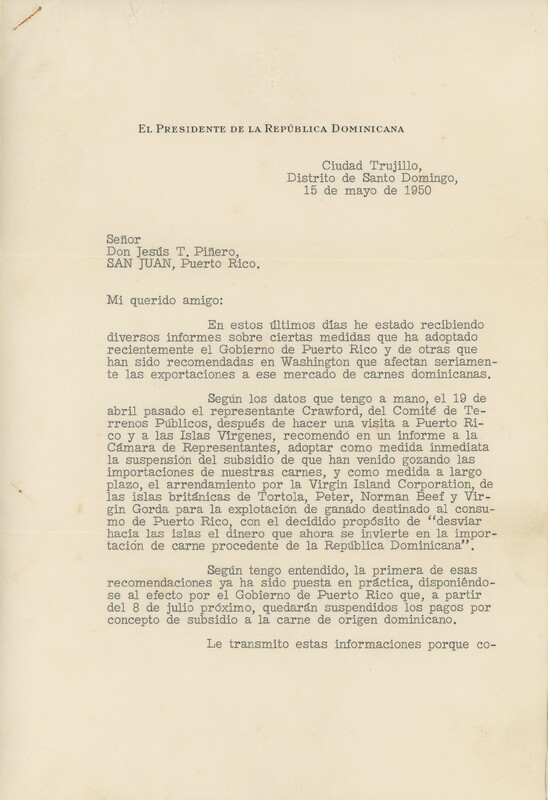 EL PRESIDENTE DE LA REPÚBLICA DOMINICANA
Ciudad Trujillo,
Distrito de Santo Domingo,
15 de mayo de 1950
Señor
Don Jesús T. Piñero,
SAN JUAN, Puerto Rico.
Mi querido amigo:
En estos últimos días he estado recibiendo
diversos informes sobre ciertas medidas que ha adoptado
recientemente el Gobierno de Puerto Rico y de otras que
han sido recomendadas en Washington que afectan seriamen-
te las exportaciones a ese mercado de carnes dominicanas.
Según los datos que tengo a mano, el 19 de
abril pasado el representante Crawford, del Comité de Te-
rrenos Públicos, después de hacer una visita a Puerto Ri-
co y a las Islas Vírgenes, recomendó en un informe a la
Cámara de Representantes, adoptar como medida inmediata
la suspensión del subsidio de que han venido gozando las
importaciones de nuestras carnes, y como medida a largo
plazo, el arrendamiento por la Virgin Island Corporation, de
las islas británicas de Tortola, Peter, Norman Beef y Vir-
gin Gorda para la explotación de ganado destinado al consu-
mo de Puerto Rico, con el decidido propósito de "desviar
hacia las islas el dinero que ahora se invierte en la impor-
tación de carne procedente de la República Dominicana".
Según tengo entendido, la primera de esas
recomendaciones ya ha sido puesta en práctica, disponiéndo-
se al efecto por el Gobierno de Puerto Rico que, a partir
del 8 de julio próximo, quedarán suspendidos los pagos por
concepto de subsidio a la carne de origen dominicano.
Le transmito estas informaciones porque co-